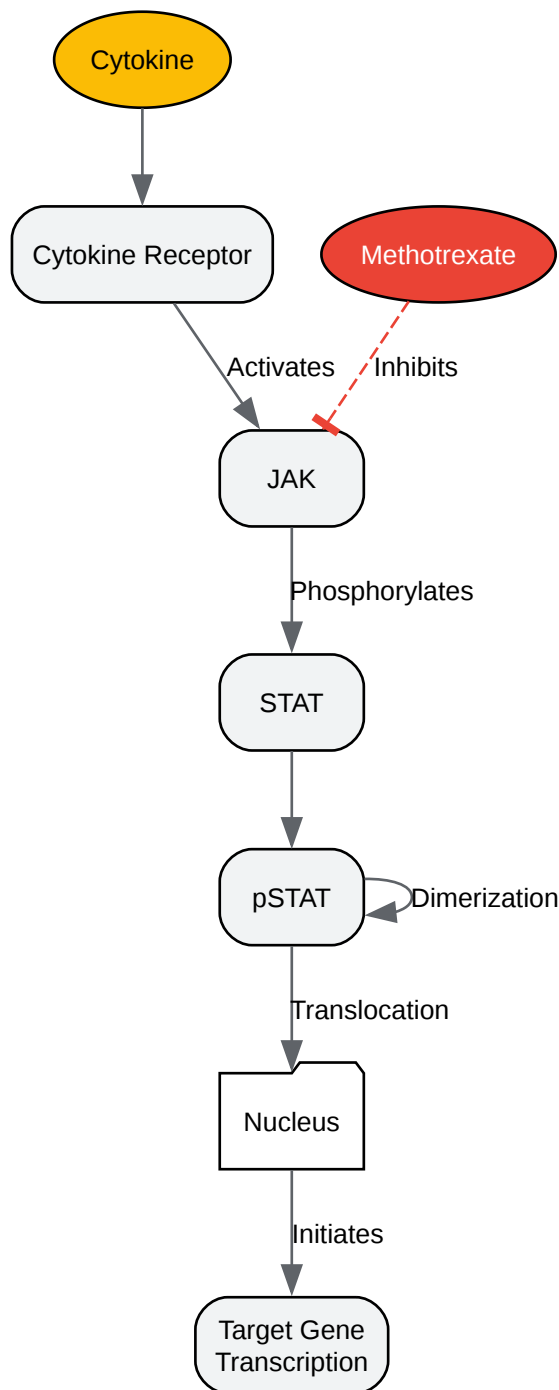 Cytokine
Cytokine Receptor
Methotrexate
Activates
Inhibits
JAK
Phosphorylates
STAT
pSTAT
Dimerization
Translocation
Nucleus
Initiates
Target Gene
Transcription